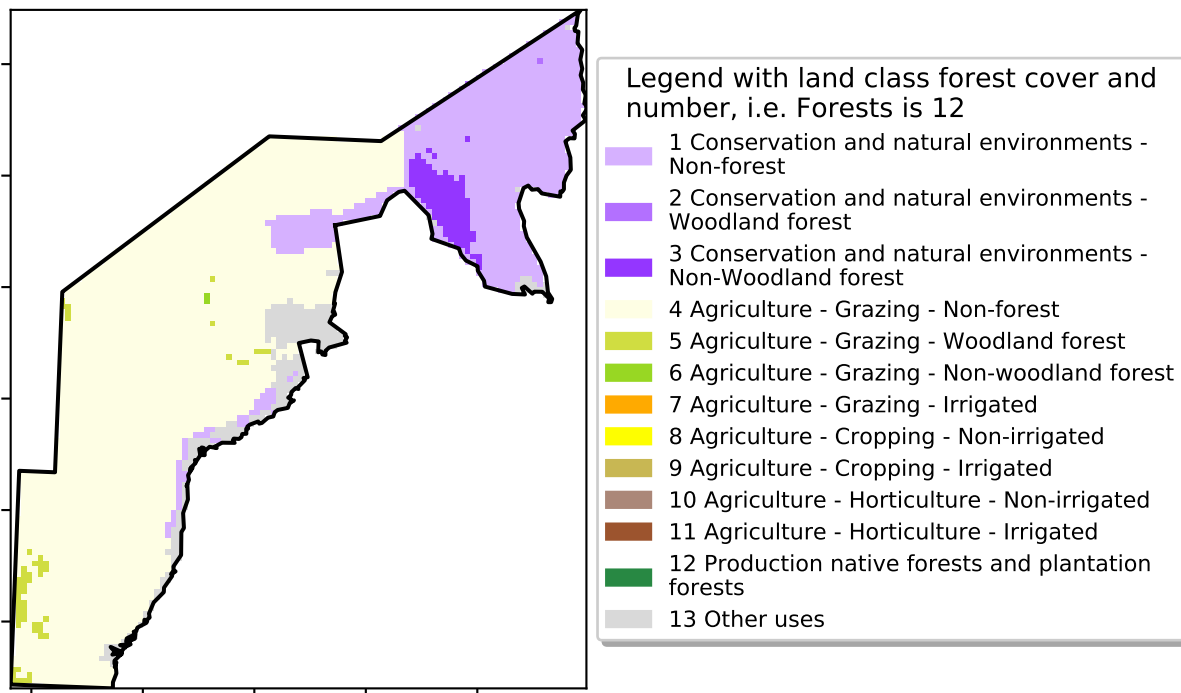 Legend with land class forest cover and
number, i.e. Forests is 12
1 Conservation and natural environments -
Non-forest
2 Conservation and natural environments -
Woodland forest
3 Conservation and natural environments -
Non-Woodland forest
4 Agriculture - Grazing - Non-forest
5 Agriculture - Grazing - Woodland forest
6 Agriculture - Grazing - Non-woodland forest
7 Agriculture - Grazing - Irrigated
8 Agriculture - Cropping - Non-irrigated
9 Agriculture - Cropping - Irrigated
10 Agriculture - Horticulture - Non-irrigated
11 Agriculture - Horticulture - Irrigated
12 Production native forests and plantation
forests
13 Other uses